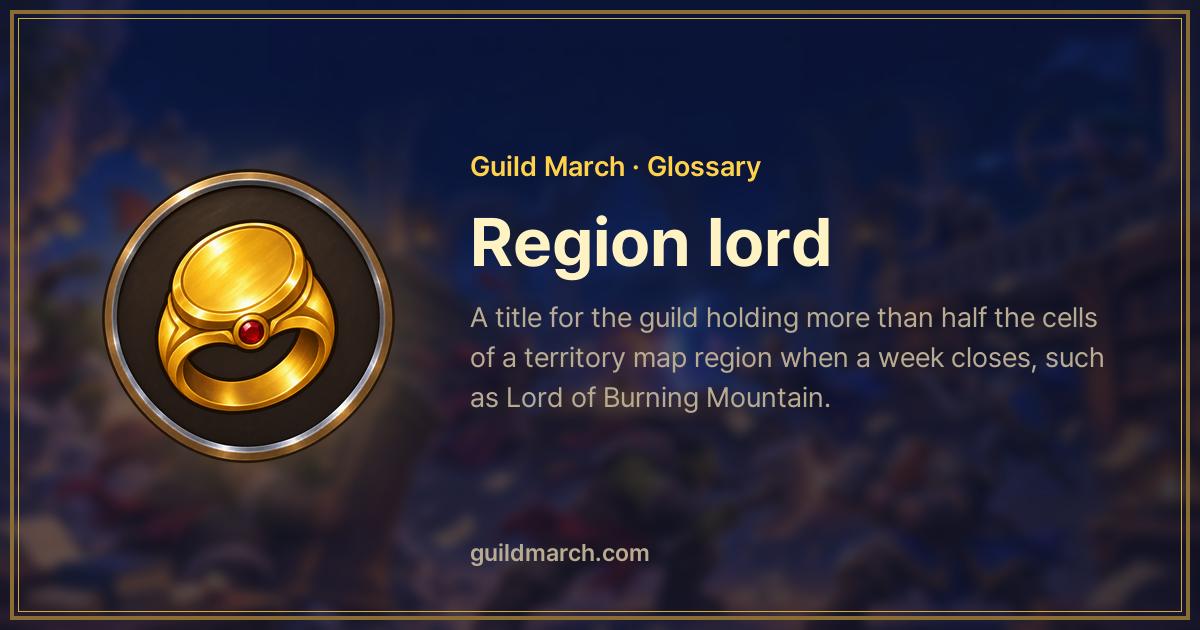 Guild March · Glossary
Region lord
A title for the guild holding more than half the cells
of a territory map region when a week closes, such
as Lord of Burning Mountain.
guildmarch.com